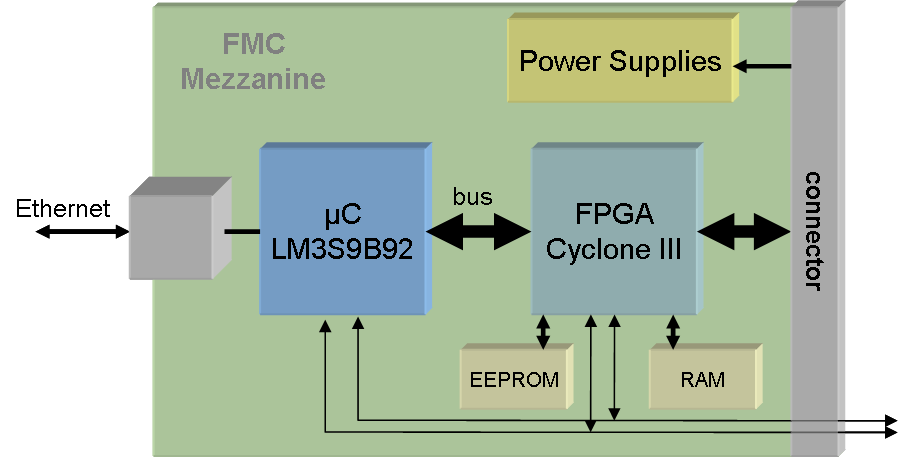 FMC
Mezzanine
Power Supplies
connector
Ethernet
µC
LM3S9B92
bus
FPGA
Cyclone III
EEPROM
RAM